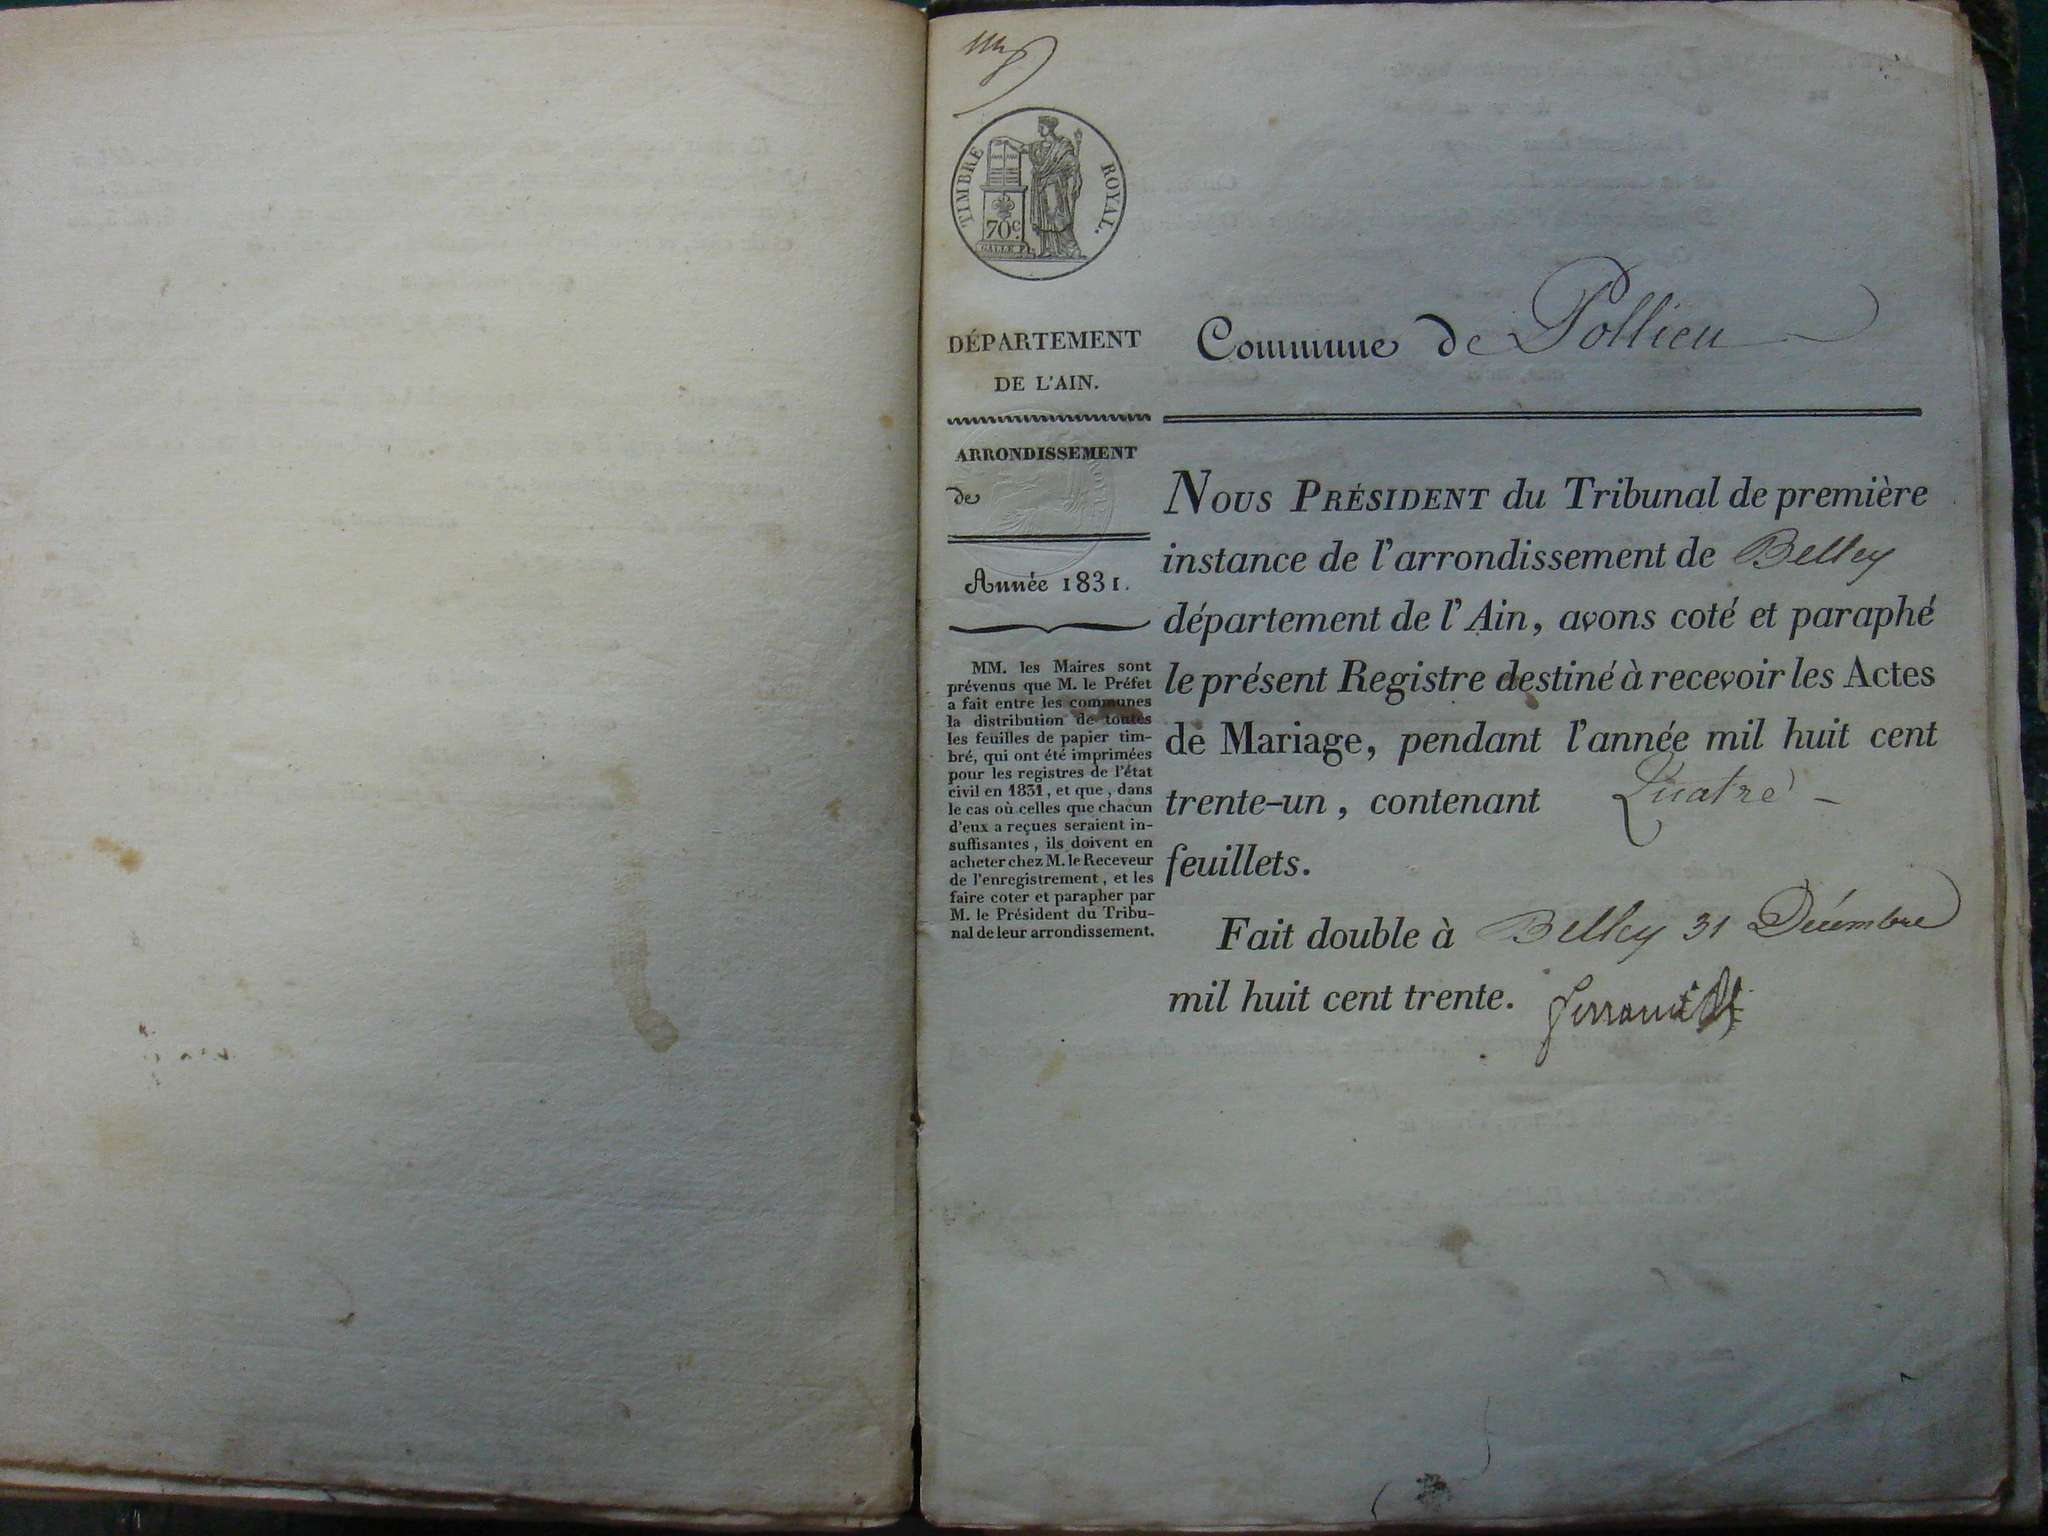 TIMBRE ROYAL.
70c.
GALLE F.
DÉPARTEMENT
DE L'AIN.
ARRONDISSEMENT
de
Année 1831.
MM. les Maires sont
prévenus que M. le Préfet
a fait entre les communes
la distribution de toutes
les feuilles de papier tim-
bré, qui ont été imprimées
pour les registres de l'état
civil en 1831, et que, dans
le cas où celles que chacun
d'eux a reçues seraient in-
suffisantes, ils doivent en
acheter chez M. le Receveur
de l'enregistrement, et les
faire coter et parapher par
M. le Président du Tribu-
nal de leur arrondissement.
Commune de Pollieu
NOUS PRÉSIDENT du Tribunal de première
instance de l'arrondissement de Belley
département de l'Ain, avons coté et paraphé
le présent Registre destiné à recevoir les Actes
de Mariage, pendant l'année mil huit cent
trente-un, contenant Quatre -
feuillets.
Fait double à Belley 31 Décembre
mil huit cent trente.